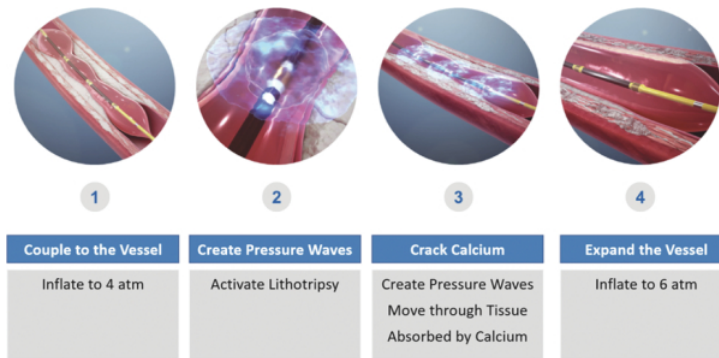 1
2
3
4
Couple to the Vessel
Create Pressure Waves
Crack Calcium
Expand the Vessel
Inflate to 4 atm
Activate Lithotripsy
Create Pressure Waves
Move through Tissue
Absorbed by Calcium
Inflate to 6 atm